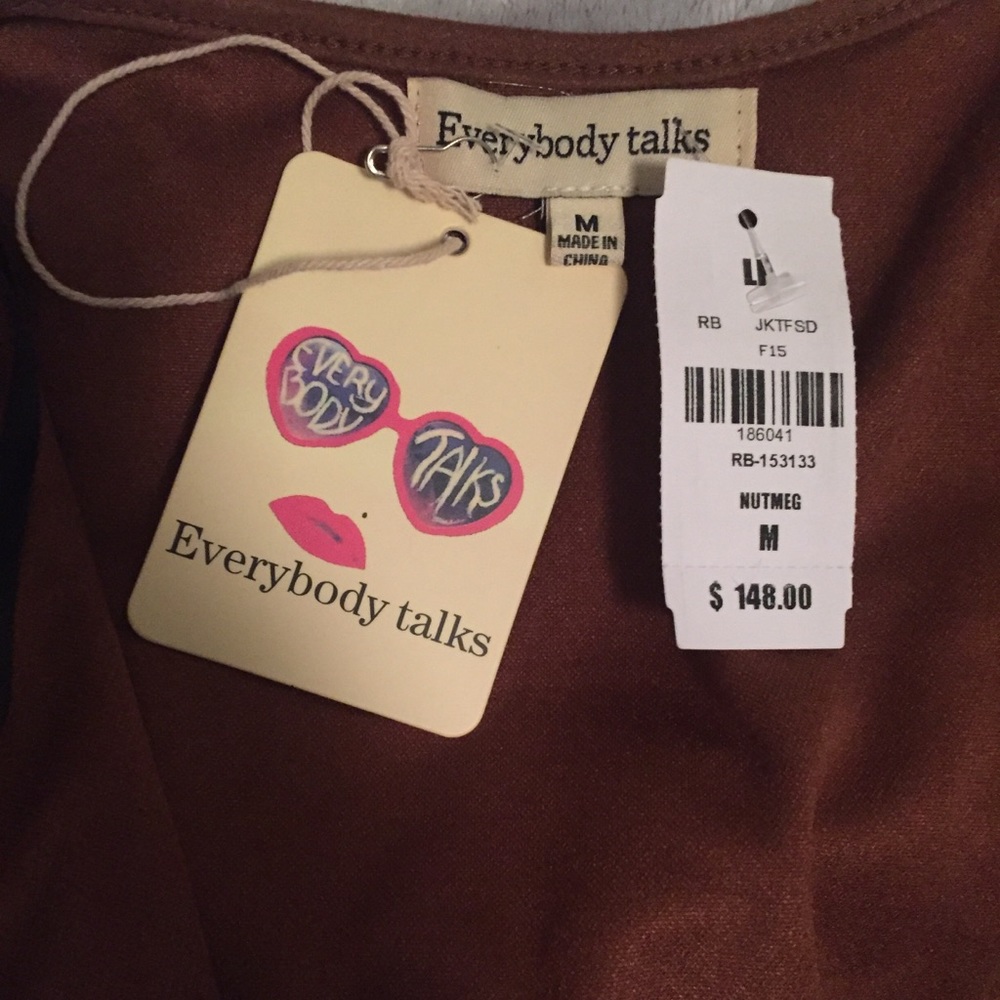 Everybody talks
M
MADE IN
CHINA
EVERY
BODY
TALKS
Everybody talks
RB JKTFSD
F15
186041
RB-153133
NUTMEG
M
$ 148.00